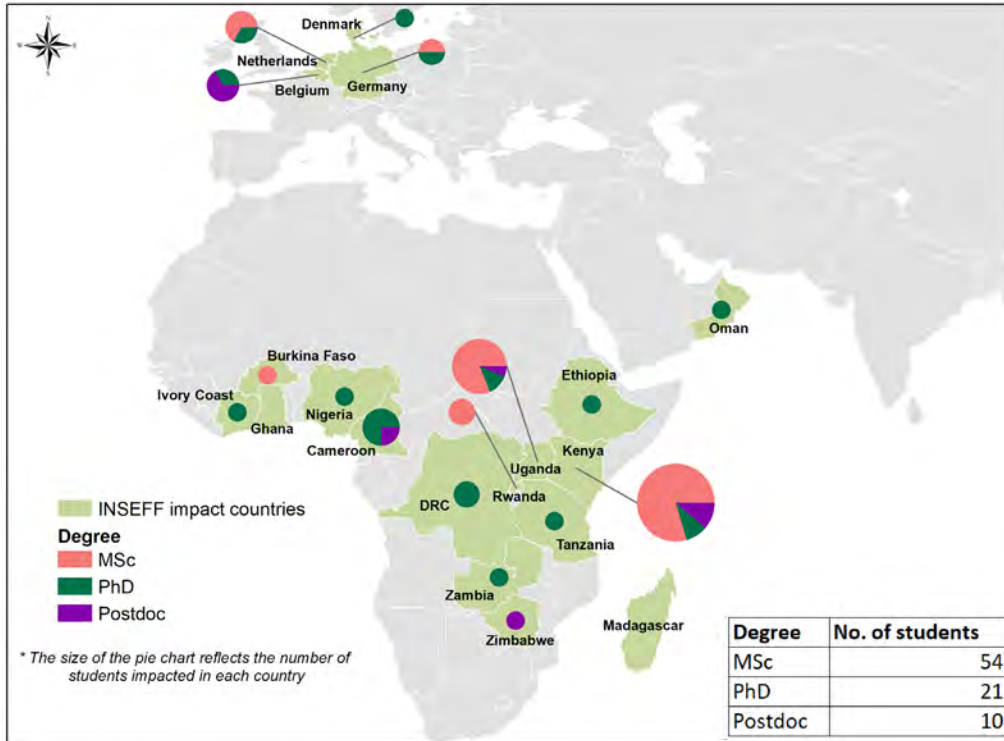 N
E
S
W
Denmark
Netherlands
Belgium
Germany
Oman
Burkina Faso
Ivory Coast
Ghana
Nigeria
Cameroon
Ethiopia
Kenya
Uganda
Rwanda
DRC
Tanzania
Zambia
Zimbabwe
Madagascar
INSEFF impact countries
Degree
MSc
PhD
Postdoc
* The size of the pie chart reflects the number of
students impacted in each country
Degree No. of students
MSc 54
PhD 21
Postdoc 10